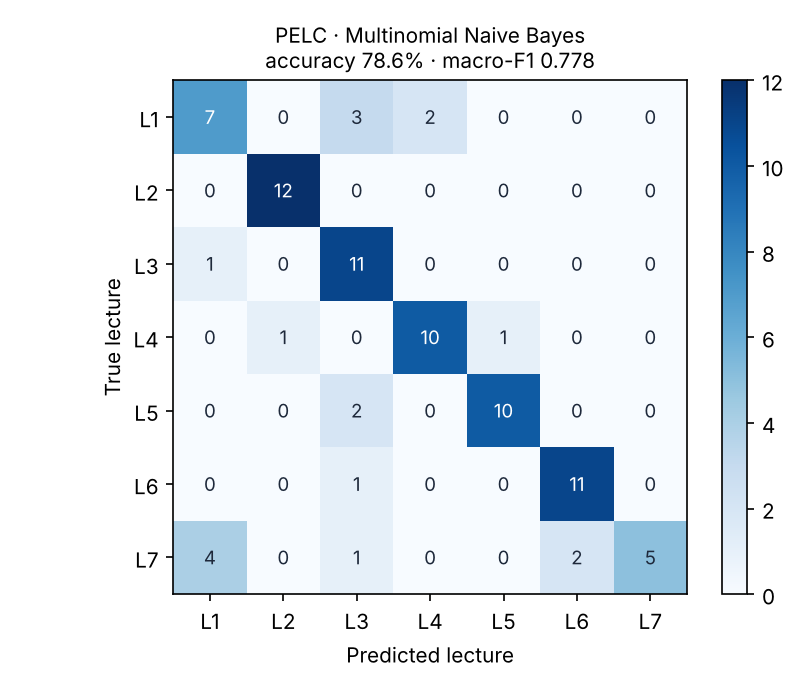 PELC · Multinomial Naive Bayes
accuracy 78.6% · macro-F1 0.778
L1 7 0 3 2 0 0 0
L2 0 12 0 0 0 0 0
L3 1 0 11 0 0 0 0
L4 0 1 0 10 1 0 0
L5 0 0 2 0 10 0 0
L6 0 0 1 0 0 11 0
L7 4 0 1 0 0 2 5
L1 L2 L3 L4 L5 L6 L7
Predicted lecture
True lecture
12
10
8
6
4
2
0